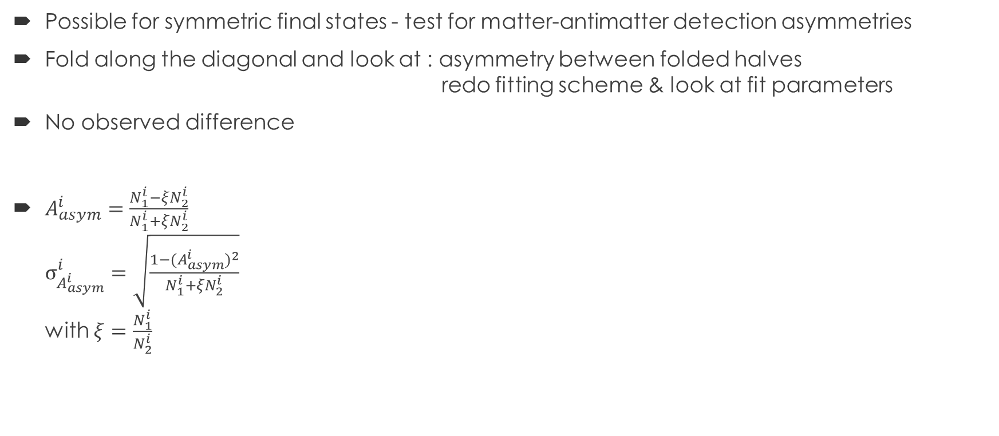 Possible for symmetric final states - test for matter-antimatter detection asymmetries
Fold along the diagonal and look at : asymmetry between folded halves
redo fitting scheme & look at fit parameters
No observed difference
$A^i_{asym} = \frac{N^i_1 - \xi N^i_2}{N^i_1 + \xi N^i_2}$
$\sigma^i_{A^i_{asym}} = \sqrt{\frac{1-(A^i_{asym})^2}{N^i_1 + \xi N^i_2}}$
with $\xi = \frac{N^i_1}{N^i_2}$